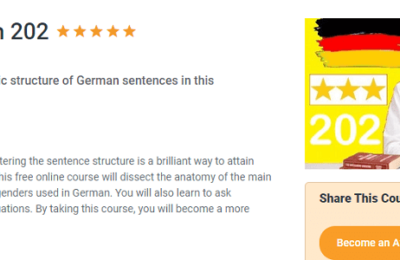 202
ic structure of German sentences in this
tering the sentence structure is a brilliant way to attain
his free online course will dissect the anatomy of the main
genders used in German. You will also learn to ask
ations. By taking this course, you will become a more
202
Share This Cou
Become an A